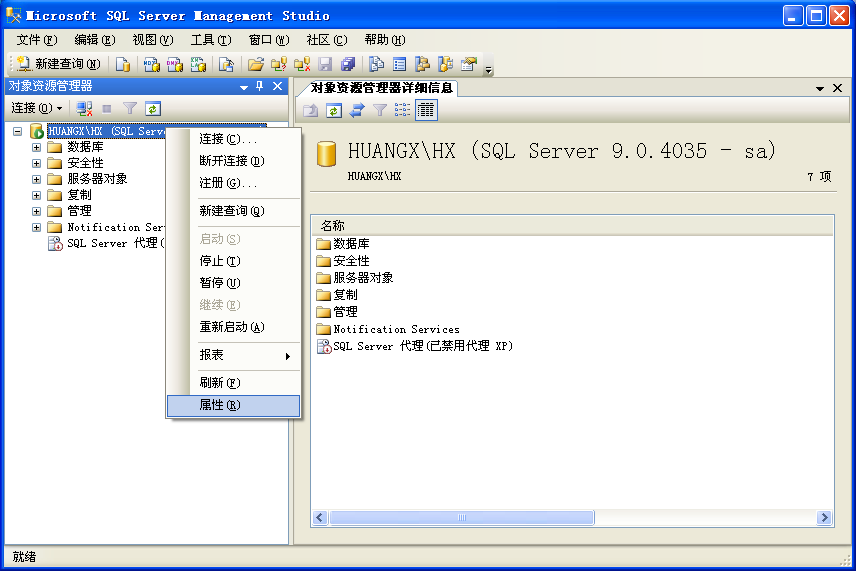 Microsoft SQL Server Management Studio
文件(F) 编辑(E) 视图(V) 工具(T) 窗口(W) 社区(C) 帮助(H)
新建查询(N)
对象资源管理器
连接(O)
HUANGX\HX (SQL Serve
数据库
安全性
服务器对象
复制
管理
Notification Ser
SQL Server 代理(
连接(C)...
断开连接(D)
注册(G)...
新建查询(Q)
启动(S)
停止(T)
暂停(U)
继续(E)
重新启动(A)
报表
刷新(F)
属性(R)
对象资源管理器详细信息
HUANGX\HX (SQL Server 9.0.4035 - sa)
HUANGX\HX
7 项
名称
数据库
安全性
服务器对象
复制
管理
Notification Services
SQL Server 代理(已禁用代理 XP)
就绪